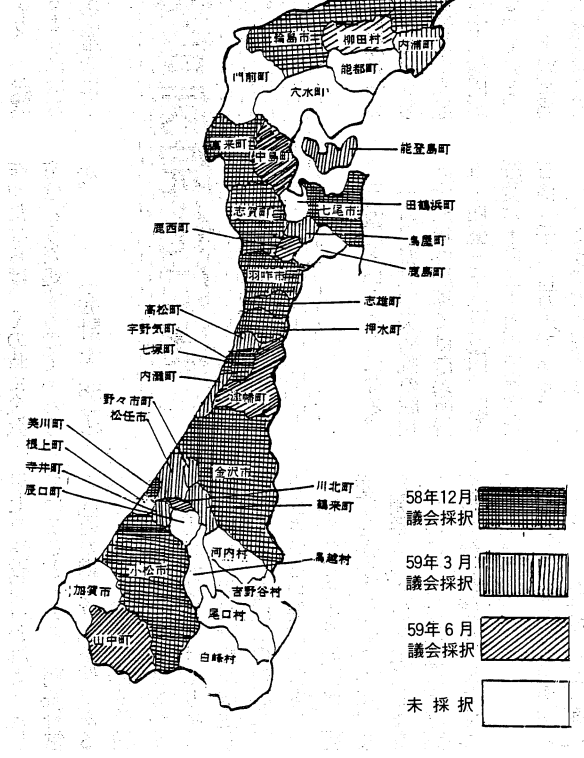 輪島市
柳田村
内浦町
門前町
能都町
穴水町
富来町
中島町
能登島町
志賀町
七尾市
田鶴浜町
鹿西町
鳥屋町
鹿島町
羽咋市
志雄町
高松町
宇野気町
押水町
七塚町
内灘町
津幡町
野々市町
松任市
美川町
根上町
寺井町
辰口町
金沢市
川北町
鶴来町
河内村
鳥越村
小松市
加賀市
吉野谷村
尾口村
山中町
白峰村
58年12月
議会採択
59年3月
議会採択
59年6月
議会採択
未採択